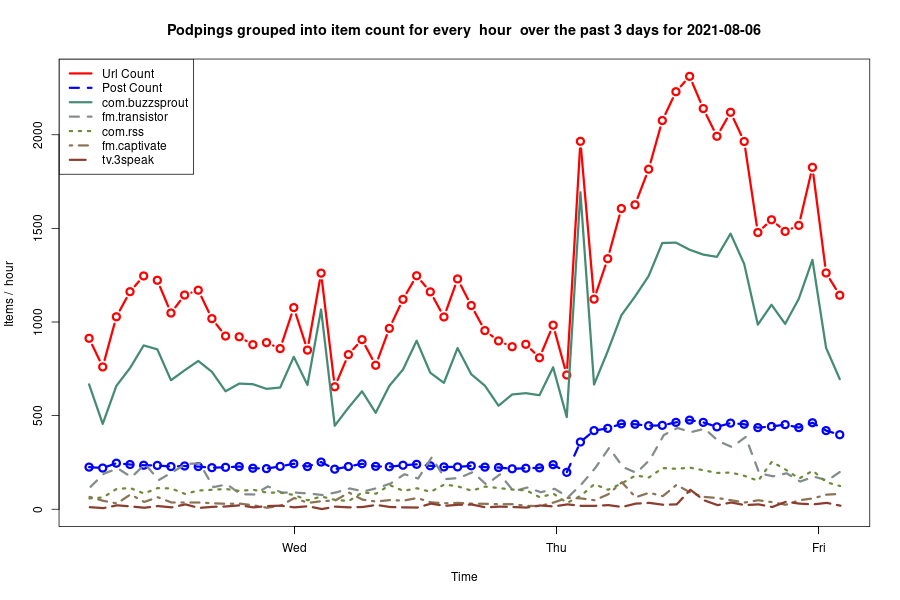 Podpings grouped into item count for every  hour  over the past 3 days for 2021-08-06
Url Count
Post Count
com.buzzsprout
fm.transistor
com.rss
fm.captivate
tv.3speak
Items /  hour
2000
1500
1000
500
0
Wed
Thu
Fri
Time